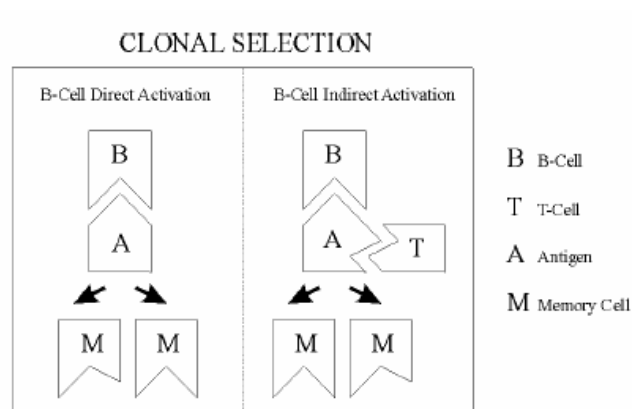 CLONAL SELECTION
B-Cell Direct Activation
B-Cell Indirect Activation
B
A
M M
B
A T
M M
B B-Cell
T T-Cell
A Antigen
M Memory Cell